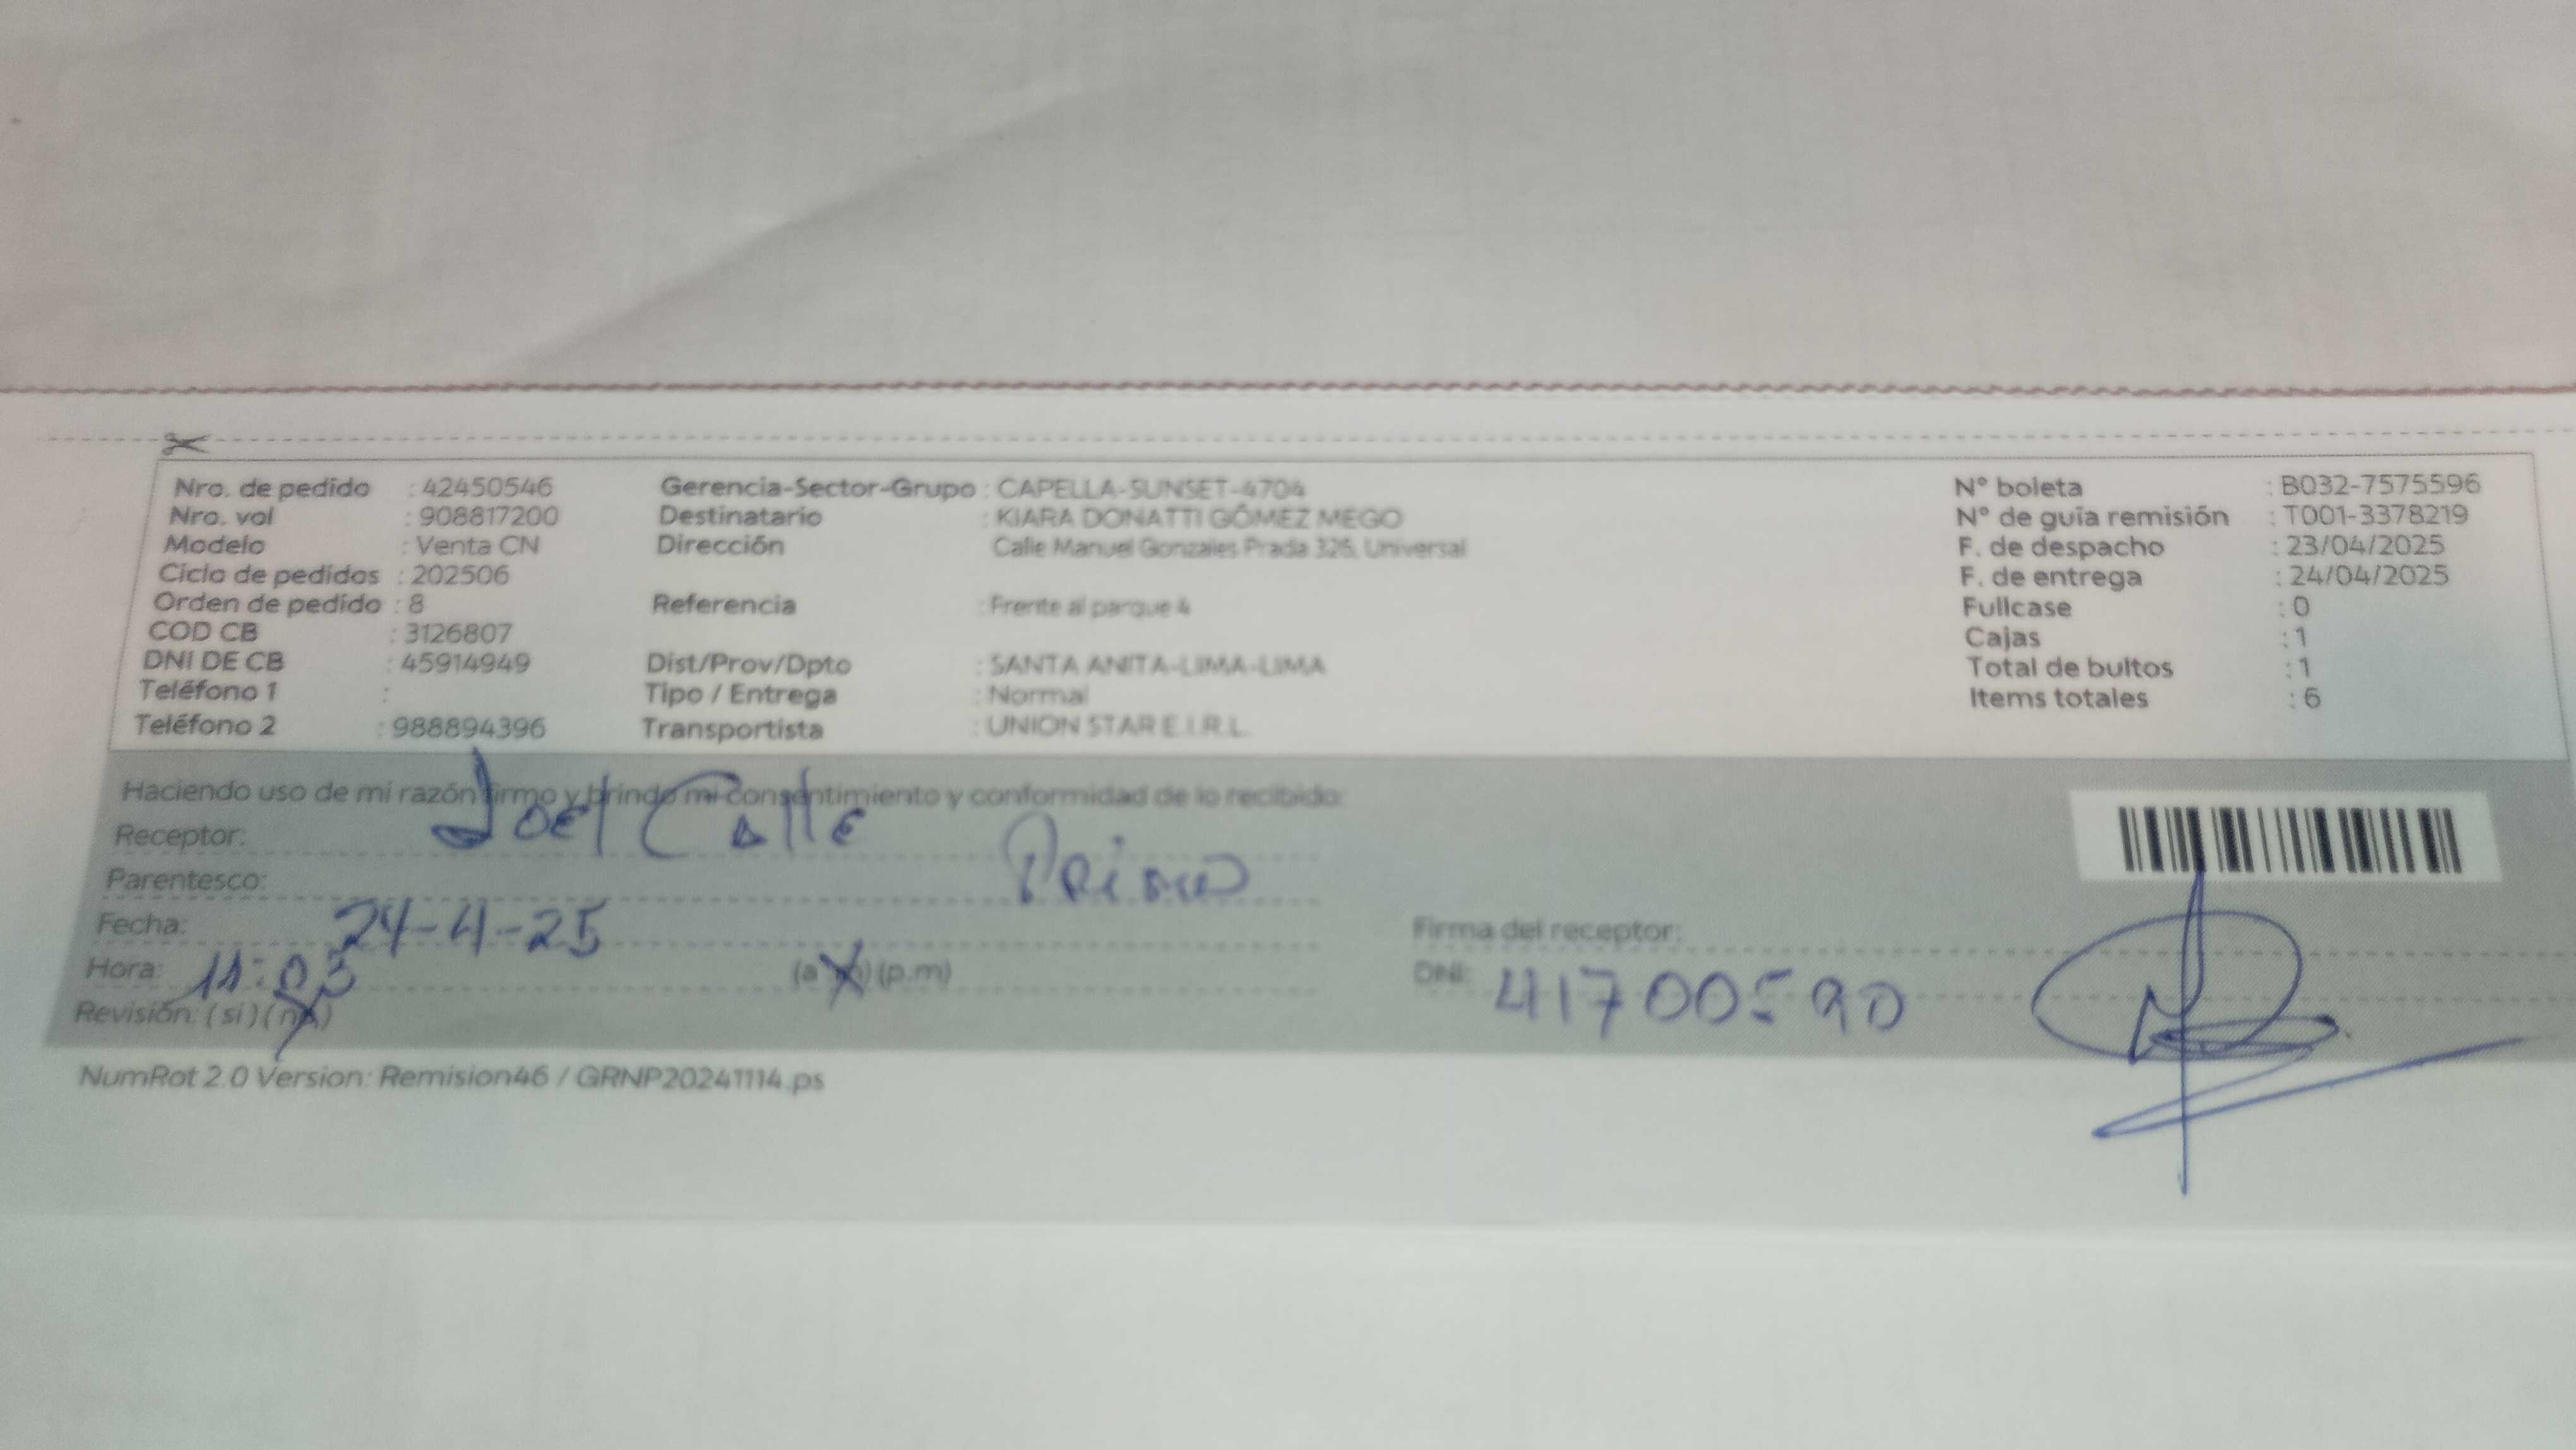 Nro. de pedido : 42450546
Nro. vol : 908817200
Modelo : Venta CN
Ciclo de pedidos : 202506
Orden de pedido : 8
COD CB : 3126807
DNI DE CB : 45914949
Teléfono 1 :
Teléfono 2 : 988894396
Gerencia-Sector-Grupo : CAPELLA-SUNSET-4704
Destinatario : KIARA DONATTI GÓMEZ MEGO
Dirección Calle Manuel Gonzales Prada 326, Universal
Referencia : Frente al parque 4
Dist/Prov/Dpto : SANTA ANITA-LIMA-LIMA
Tipo / Entrega : Normal
Transportista : UNION STAR E.I.R.L.
N° boleta : B032-7575596
N° de guía remisión : T001-3378219
F. de despacho : 23/04/2025
F. de entrega : 24/04/2025
Fullcase : 0
Cajas : 1
Total de bultos : 1
Items totales : 6
Haciendo uso de mi razón firmo y brindo mi consentimiento y conformidad de lo recibido:
Receptor: Joel Calle
Parentesco: Primo
Fecha: 24-4-25
Hora: 11:03 (a.m) (p.m)
Revisión: (si) (no)
Firma del receptor:
DNI: 41700590
NumRot 2.0 Version: Remision46 / GRNP20241114.ps